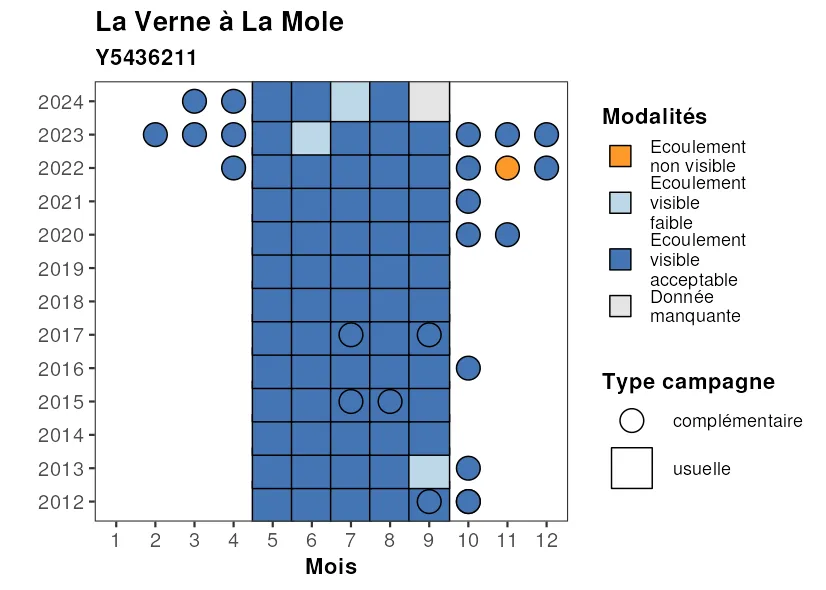 La Verne à La Mole
Y5436211
2024
2023
2022
2021
2020
2019
2018
2017
2016
2015
2014
2013
2012
1 2 3 4 5 6 7 8 9 10 11 12
Mois
Modalités
Ecoulement
non visible
Ecoulement
visible
faible
Ecoulement
visible
acceptable
Donnée
manquante
Type campagne
complémentaire
usuelle